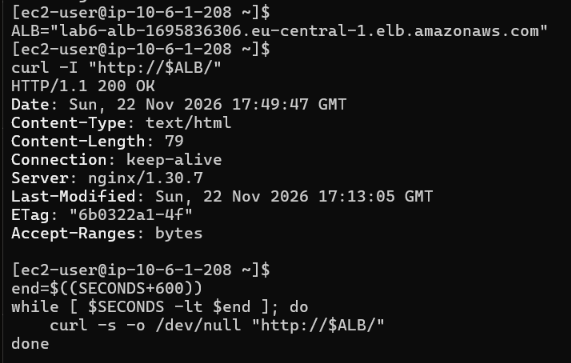 [ec2-user@ip-10-6-1-208 ~]$
ALB="lab6-alb-1695836306.eu-central-1.elb.amazonaws.com"
[ec2-user@ip-10-6-1-208 ~]$
curl -I "http://$ALB/"
HTTP/1.1 200 OK
Date: Sun, 22 Nov 2026 17:49:47 GMT
Content-Type: text/html
Content-Length: 79
Connection: keep-alive
Server: nginx/1.30.7
Last-Modified: Sun, 22 Nov 2026 17:13:05 GMT
ETag: "6b0322a1-4f"
Accept-Ranges: bytes

[ec2-user@ip-10-6-1-208 ~]$
end=$((SECONDS+600))
while [ $SECONDS -lt $end ]; do
    curl -s -o /dev/null "http://$ALB/"
done